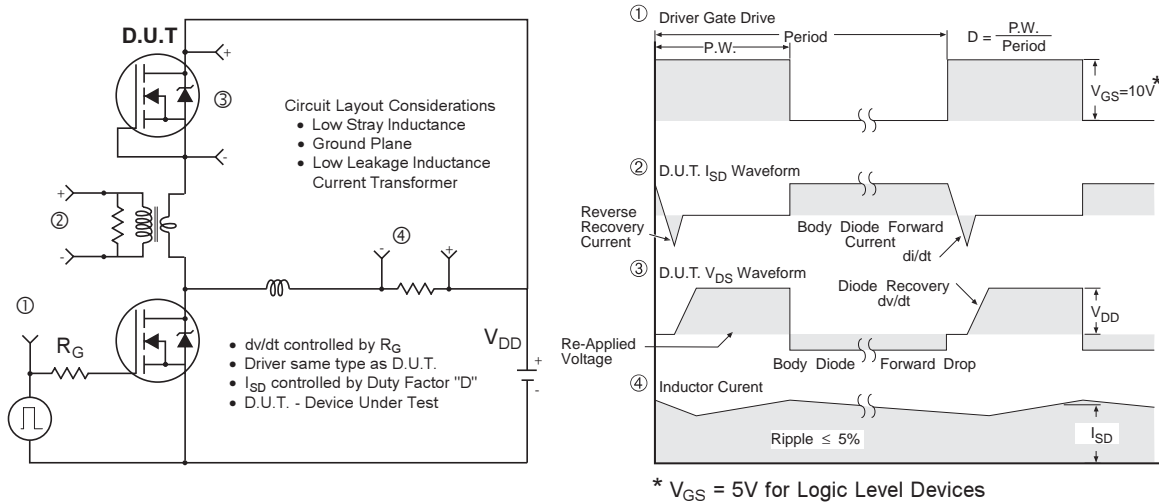 D.U.T
+
③
-
Circuit Layout Considerations
• Low Stray Inductance
• Ground Plane
• Low Leakage Inductance
Current Transformer
+
②
-
④
-
+
①
R_G
V_DD
+
-
• dv/dt controlled by R_G
• Driver same type as D.U.T.
• I_SD controlled by Duty Factor "D"
• D.U.T. - Device Under Test
① Driver Gate Drive
P.W.
Period
D = P.W. / Period
V_GS=10V*
② D.U.T. I_SD Waveform
Reverse
Recovery
Current
Body Diode Forward
Current
di/dt
③ D.U.T. V_DS Waveform
Diode Recovery
dv/dt
V_DD
Re-Applied
Voltage
Body Diode Forward Drop
④ Inductor Curent
Ripple ≤ 5%
I_SD
* V_GS = 5V for Logic Level Devices